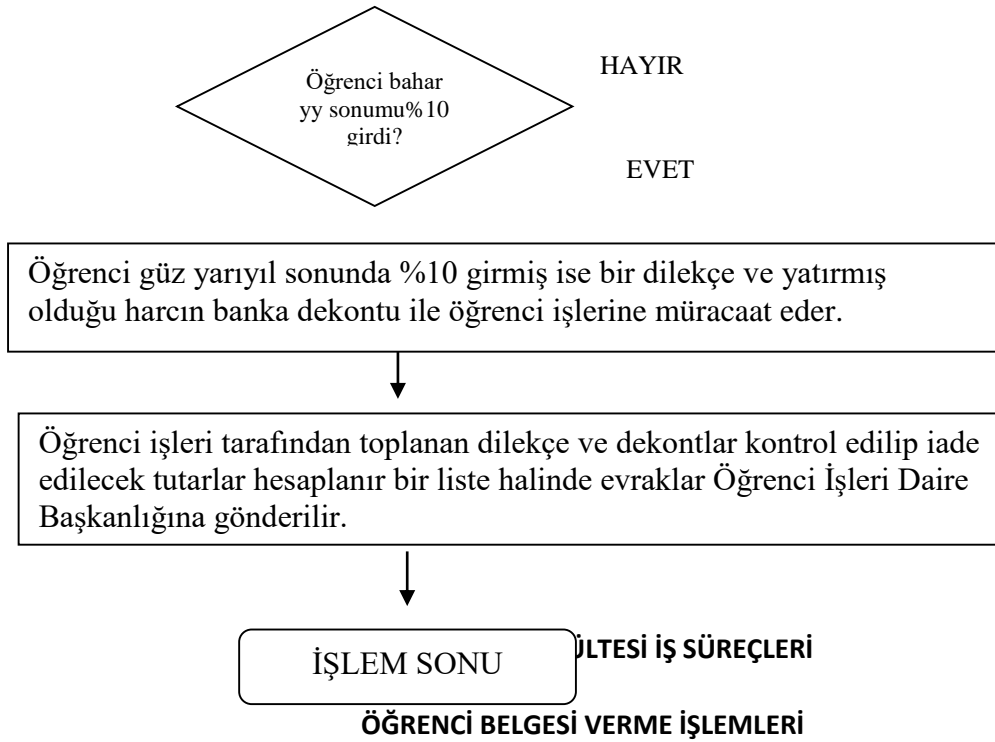 Öğrenci bahar
HAYIR
yy sonumu%10
girdi?
EVET
Öğrenci güz yarıyıl sonunda %10 girmiş ise bir dilekçe ve yatırmış
olduğu harcın banka dekontu ile öğrenci işlerine müracaat eder.
Öğrenci işleri tarafından toplanan dilekçe ve dekontlar kontrol edilip iade
edilecek tutarlar hesaplanır bir liste halinde evraklar Öğrenci İşleri Daire
Başkanlığına gönderilir.
İŞLEM SONU
İŞ SÜREÇLERİ
ÖĞRENCİ BELGESİ VERME İŞLEMLERİ